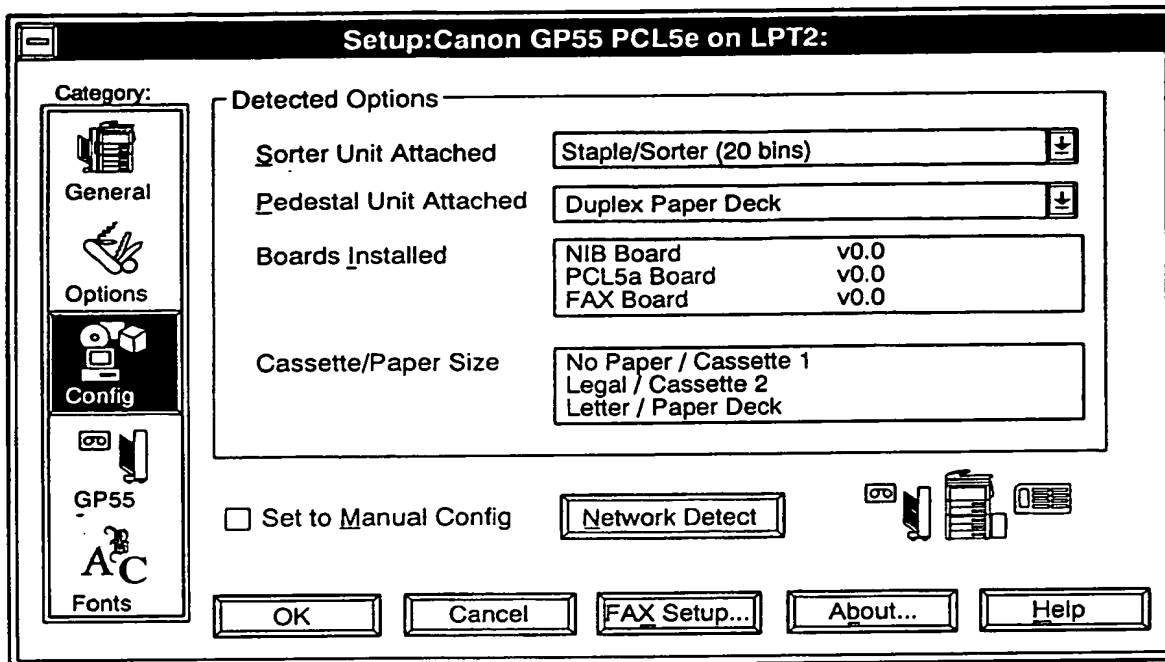 Setup:Canon GP55 PCL5e on LPT2:
Category:
General
Options
Config
GP55
Fonts
Detected Options
Sorter Unit Attached
Staple/Sorter (20 bins)
Pedestal Unit Attached
Duplex Paper Deck
Boards Installed
NIB Board v0.0
PCL5a Board v0.0
FAX Board v0.0
Cassette/Paper Size
No Paper / Cassette 1
Legal / Cassette 2
Letter / Paper Deck
Set to Manual Config
Network Detect
OK
Cancel
FAX Setup...
About...
Help